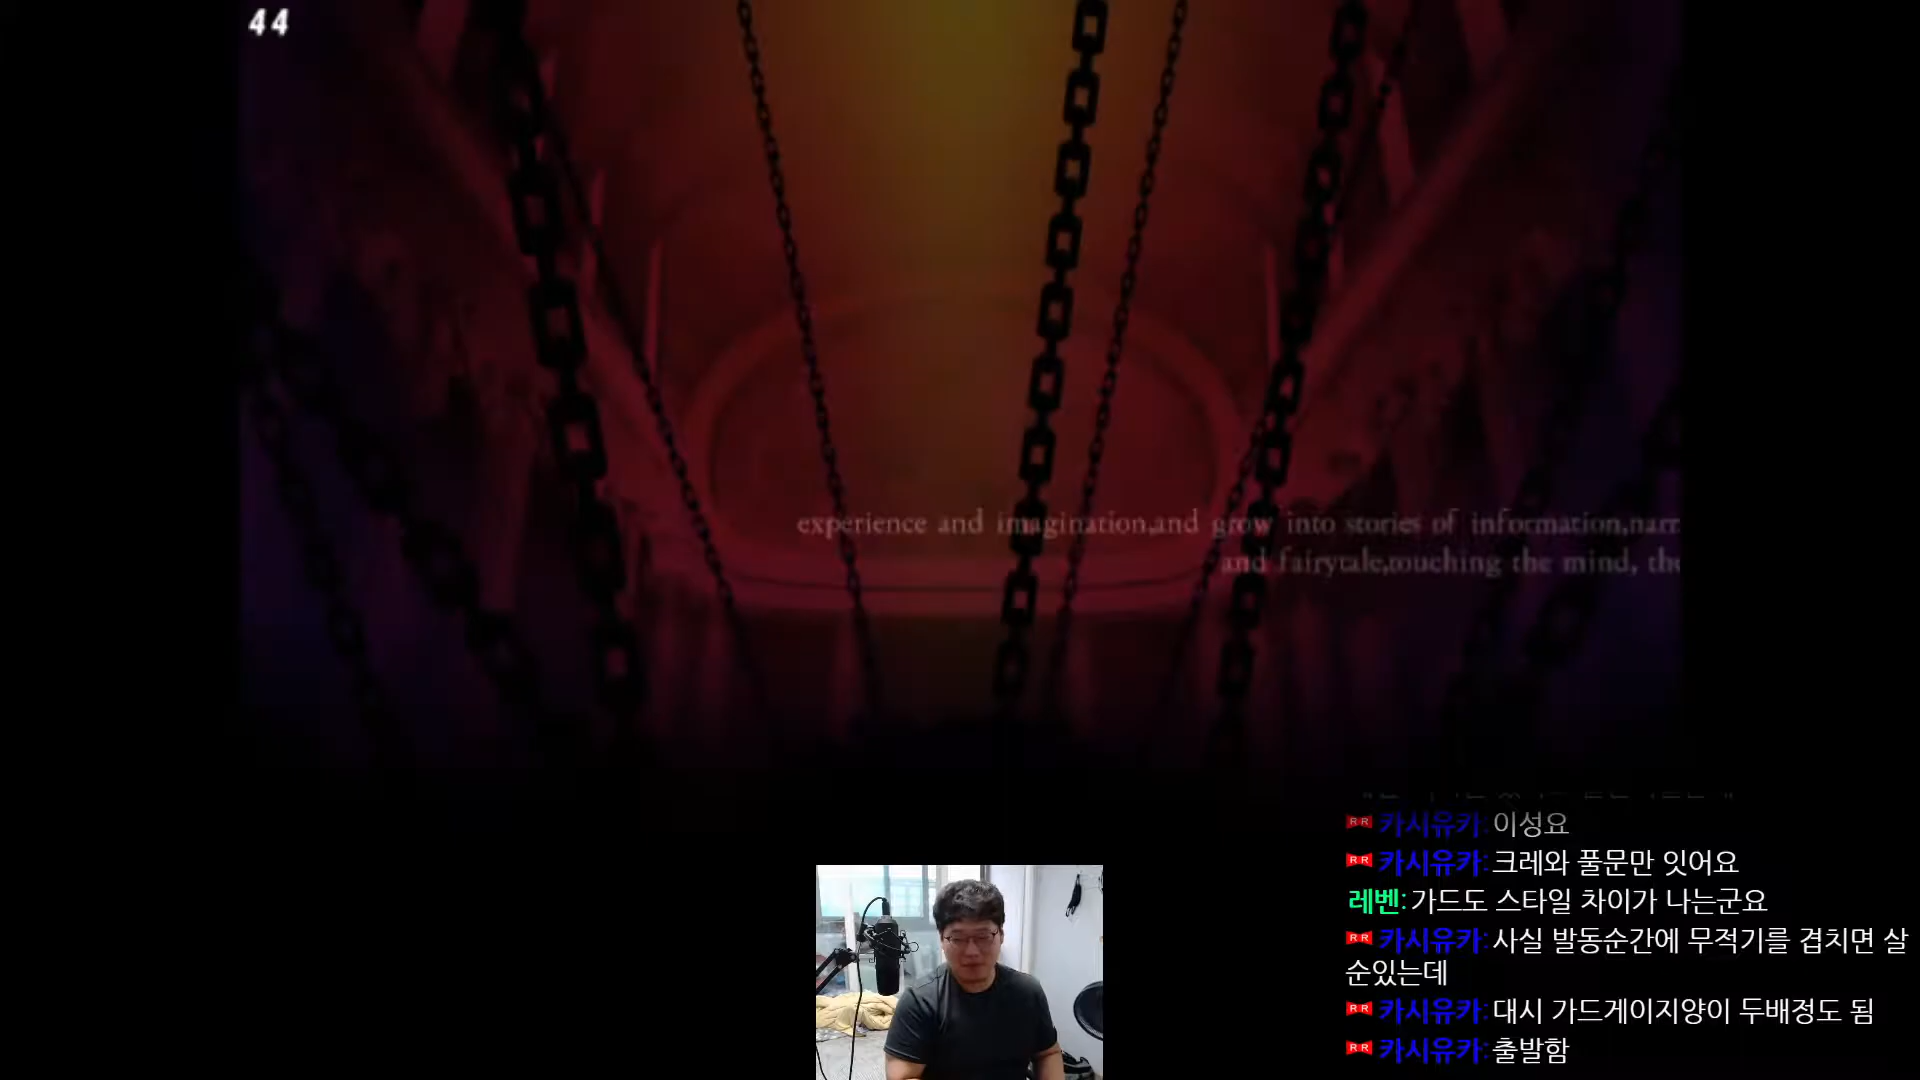 44
experience and imagination,and grow into stories of information,narr
and fairytale,touching the mind, the
카시유카: 이성요
카시유카: 크레와 풀문만 잇어요
레벤: 가드도 스타일 차이가 나는군요
카시유카: 사실 발동순간에 무적기를 겹치면 살
순있는데
카시유카: 대시 가드게이지양이 두배정도 됨
카시유카: 출발함